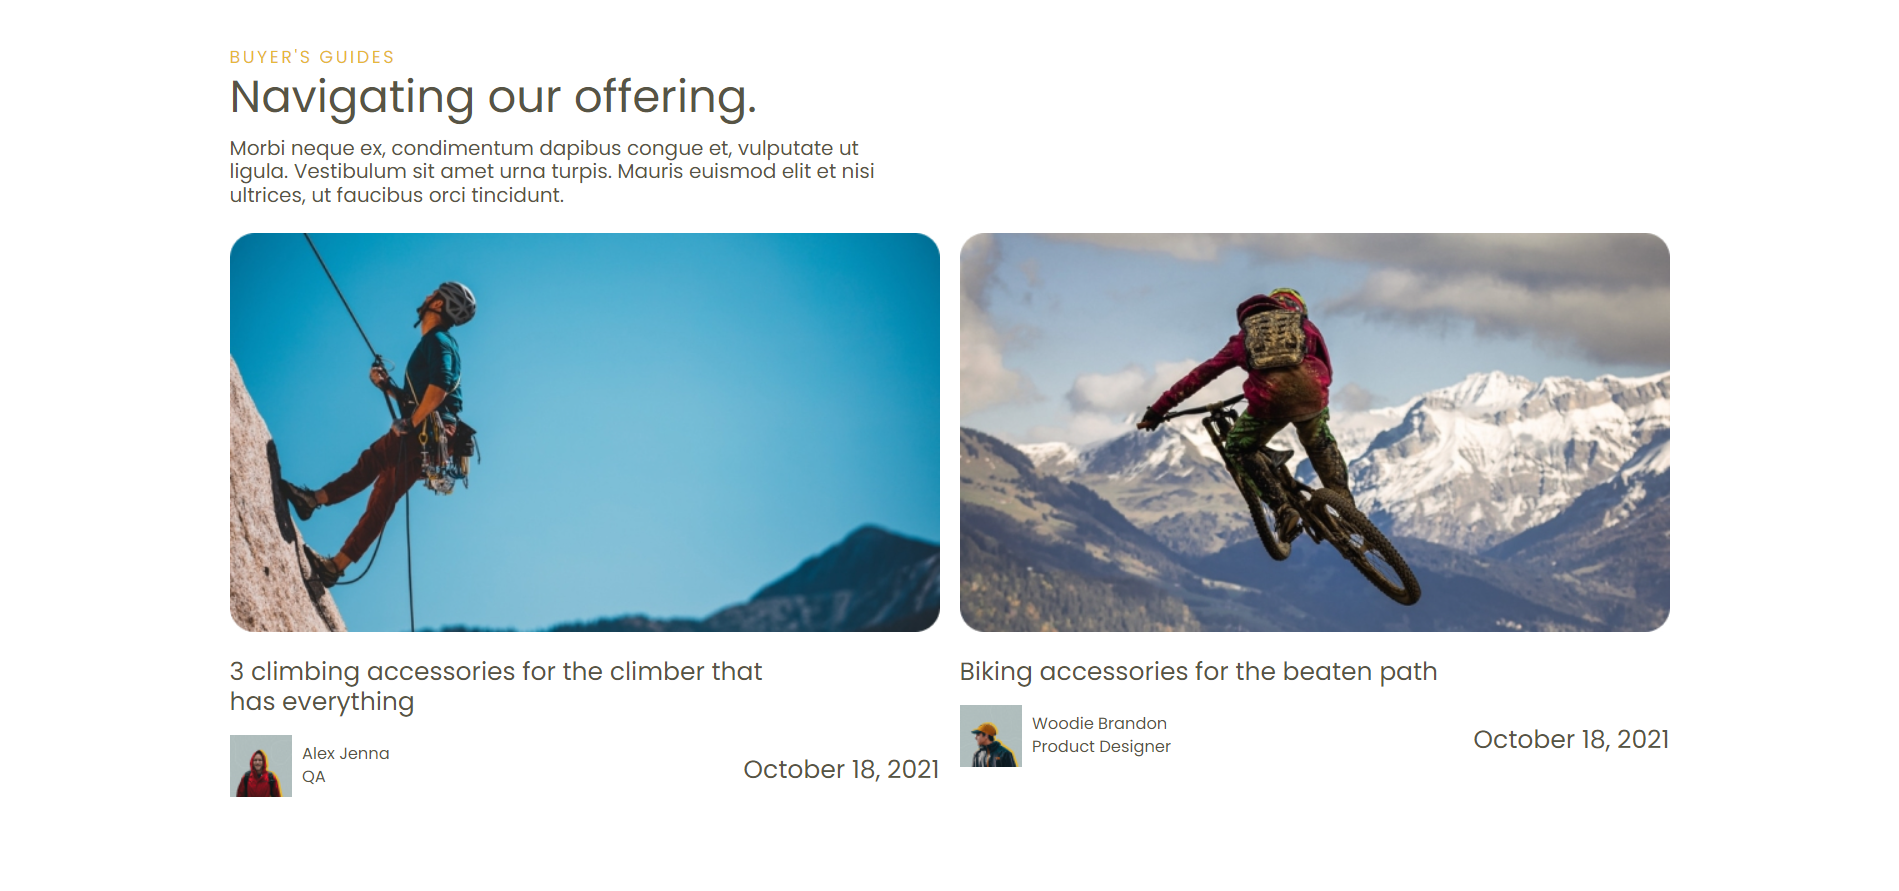 BUYER'S GUIDES
Navigating our offering.
Morbi neque ex, condimentum dapibus congue et, vulputate ut
ligula. Vestibulum sit amet urna turpis. Mauris euismod elit et nisi
ultrices, ut faucibus orci tincidunt.
3 climbing accessories for the climber that
has everything
Alex Jenna
QA
October 18, 2021
Biking accessories for the beaten path
Woodie Brandon
Product Designer
October 18, 2021